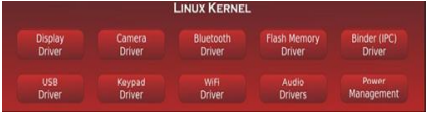 LINUX KERNEL
Display Camera Bluetooth Flash Memory Binder (IPC)
Driver Driver Driver Driver Driver
USB Keypad WiFi Audio Power
Driver Driver Driver Drivers Management